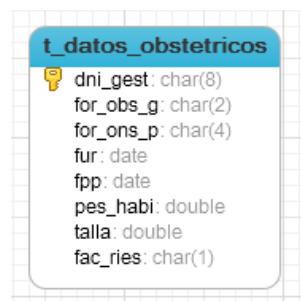 t_datos_obstetricos
dni_gest: char(8)
for_obs_g: char(2)
for_ons_p: char(4)
fur: date
fpp: date
pes_habi: double
talla: double
fac_ries: char(1)